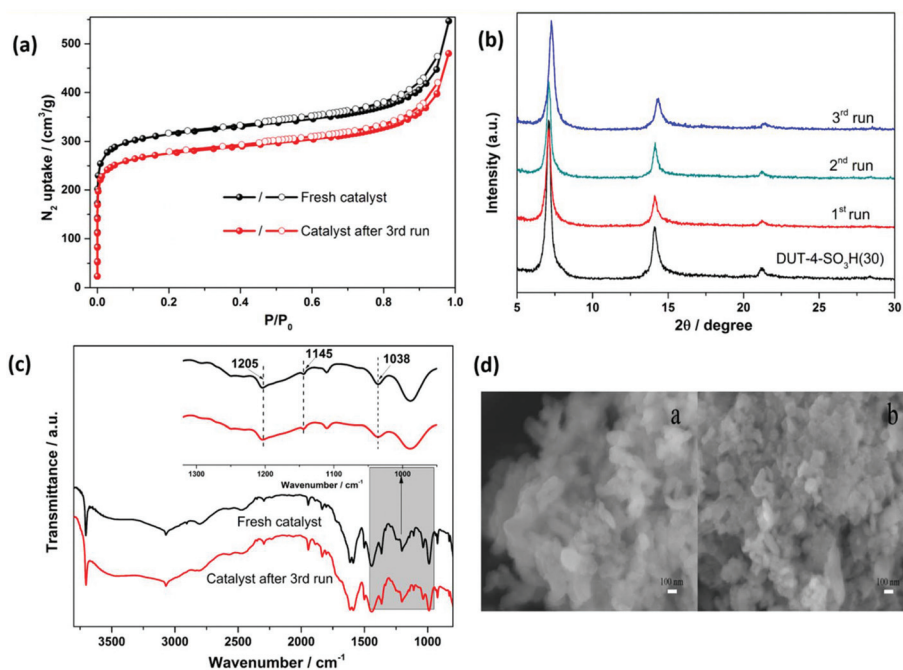 (a)
500
400
300
200
100
0
N2 uptake / (cm3/g)
/ Fresh catalyst
/ Catalyst after 3rd run
0.0 0.2 0.4 0.6 0.8 1.0
P/P0
(b)
Intensity (a.u.)
3rd run
2nd run
1st run
DUT-4-SO3H(30)
5 10 15 20 25 30
2θ / degree
(c)
1205 1145 1038
1300 1200 1100 1000
Wavenumber / cm-1
Transmittance / a.u.
Fresh catalyst
Catalyst after 3rd run
3500 3000 2500 2000 1500 1000
Wavenumber / cm-1
(d)
a
100 nm
b
100 nm